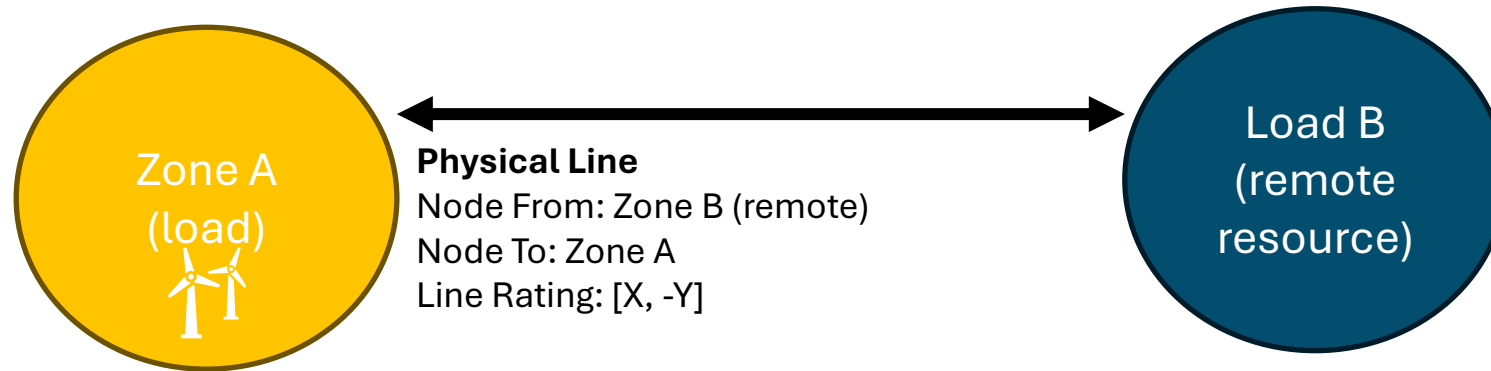 Zone A
(load)
Physical Line
Node From: Zone B (remote)
Node To: Zone A
Line Rating: [X, -Y]
Load B
(remote
resource)